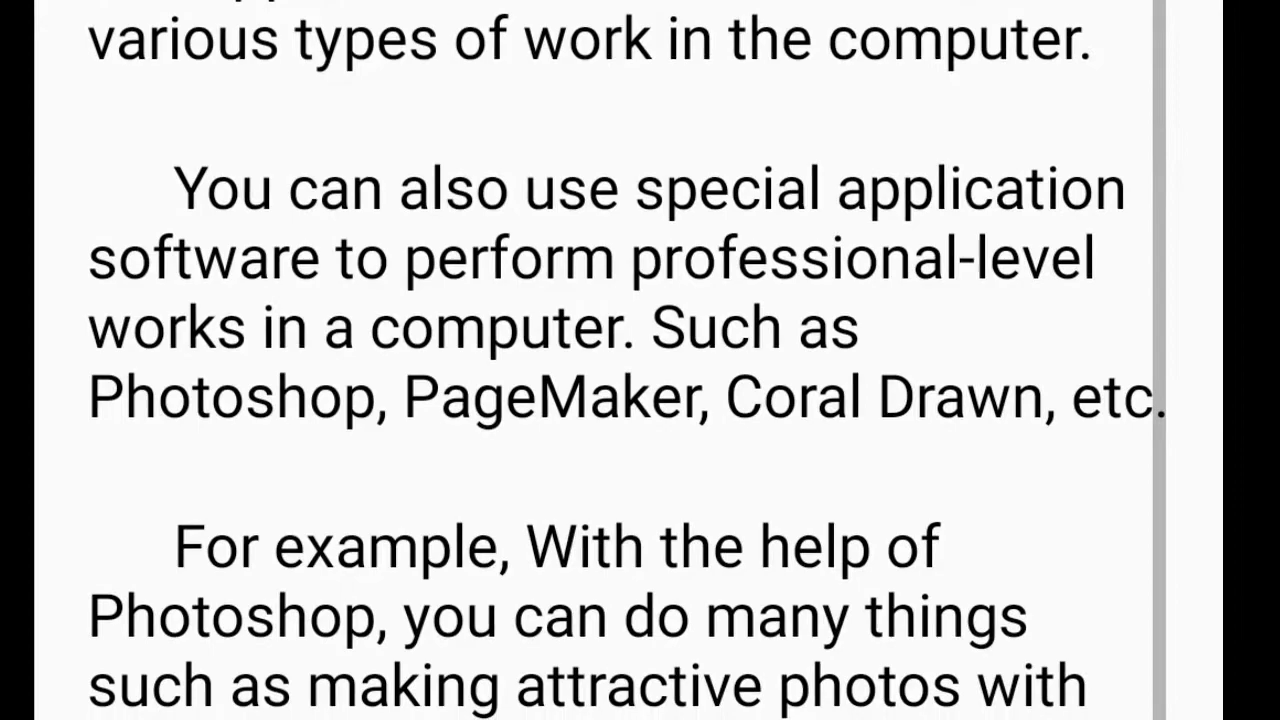 various types of work in the computer.
You can also use special application
software to perform professional-level
works in a computer. Such as
Photoshop, PageMaker, Coral Drawn, etc.
For example, With the help of
Photoshop, you can do many things
such as making attractive photos with